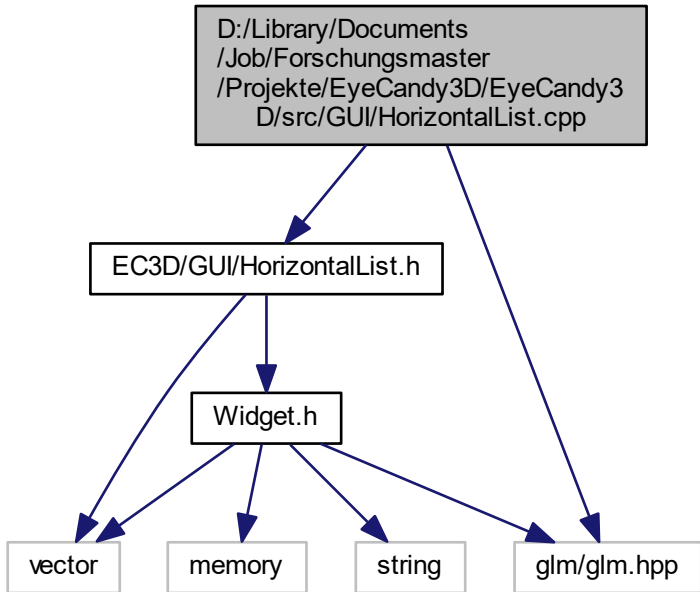 D:/Library/Documents
/Job/Forschungsmaster
/Projekte/EyeCandy3D/EyeCandy3
D/src/GUI/HorizontalList.cpp
EC3D/GUI/HorizontalList.h
Widget.h
vector
memory
string
glm/glm.hpp